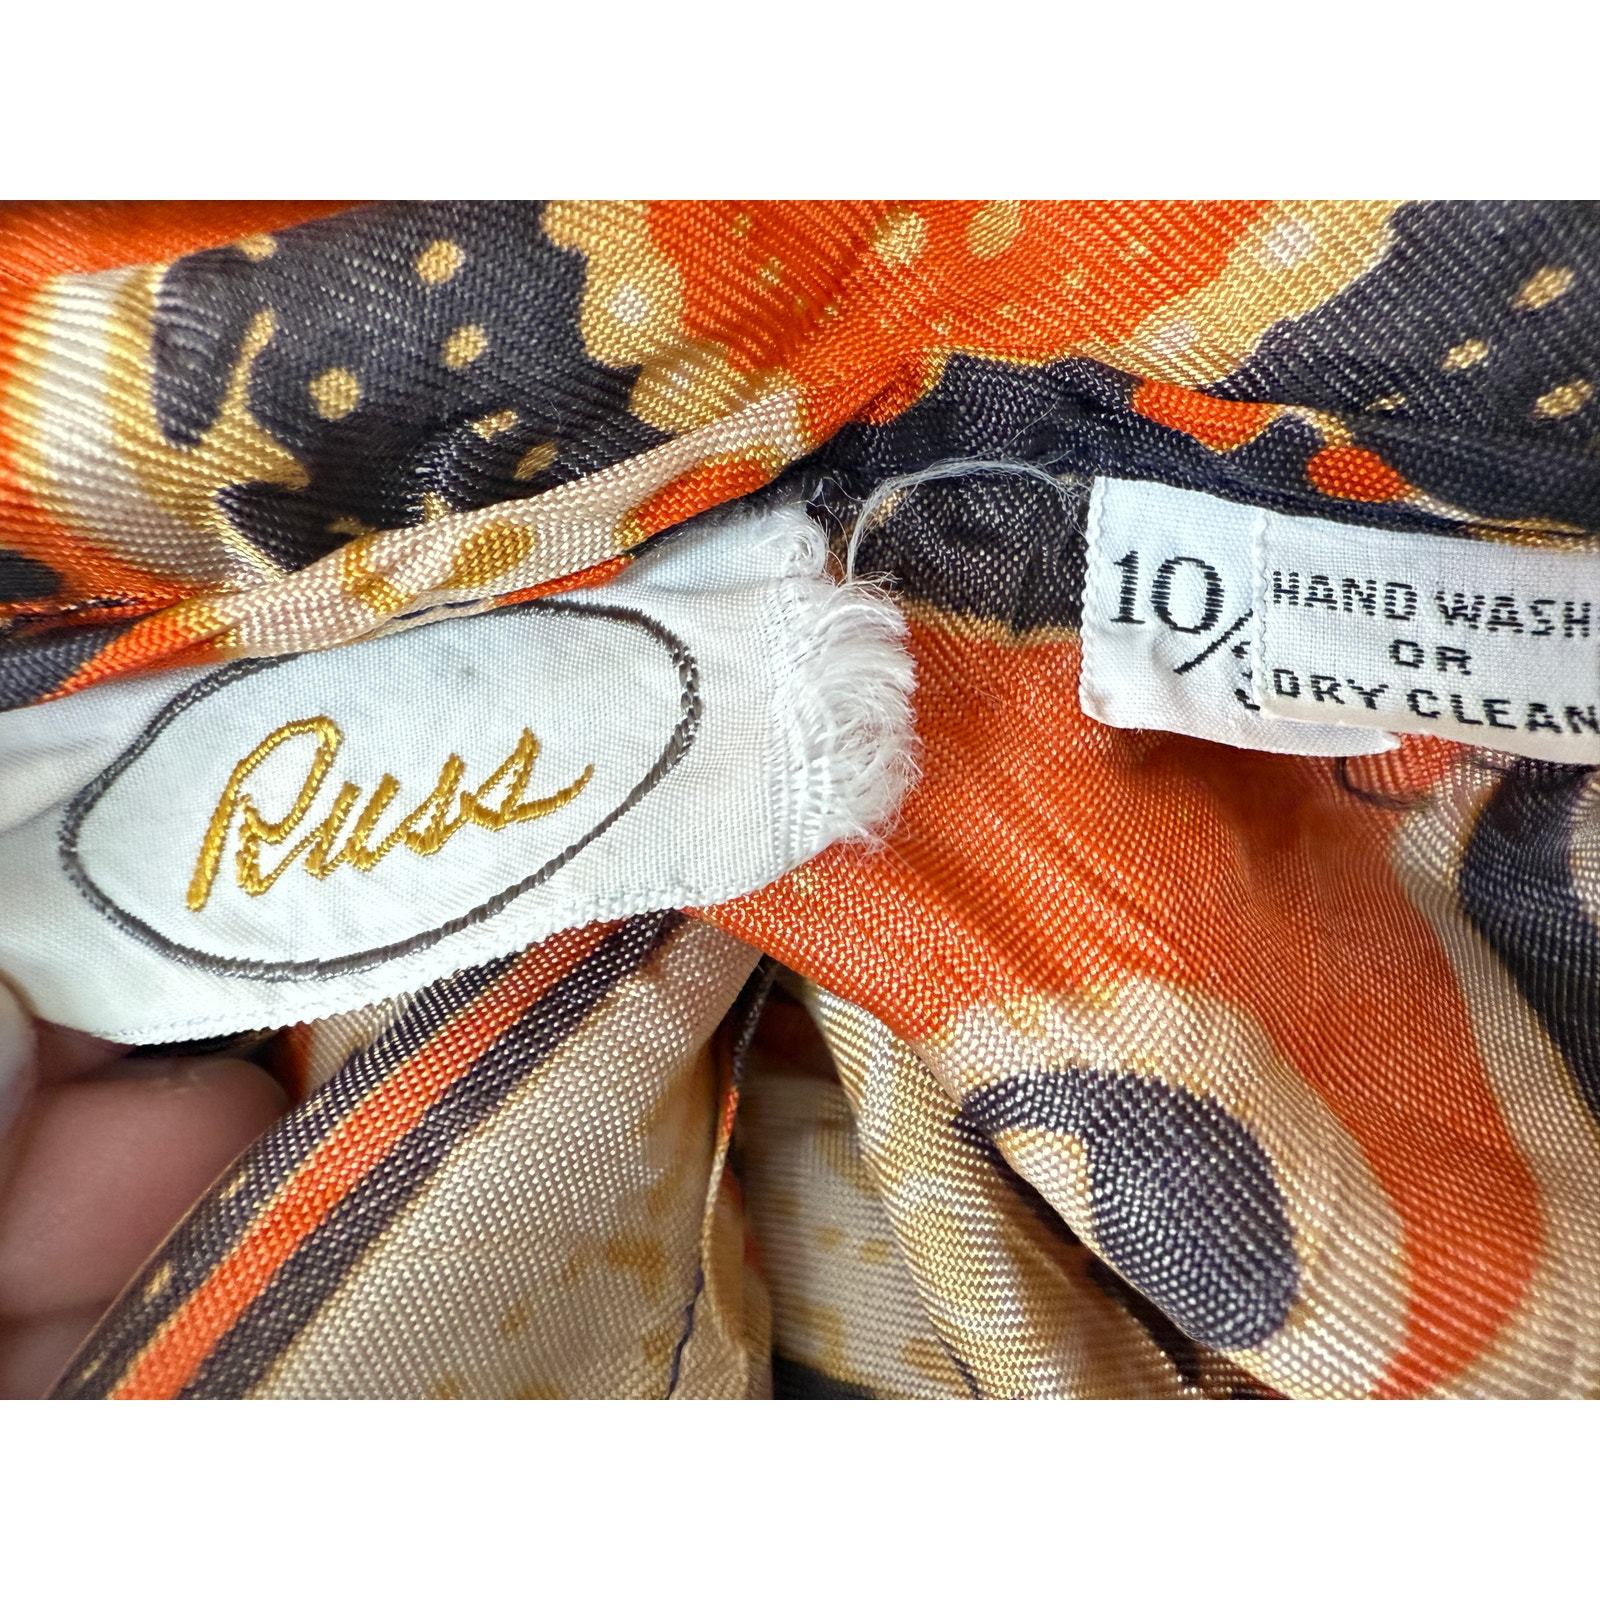 Russ
10/
HAND WASH
OR
DRY CLEAN